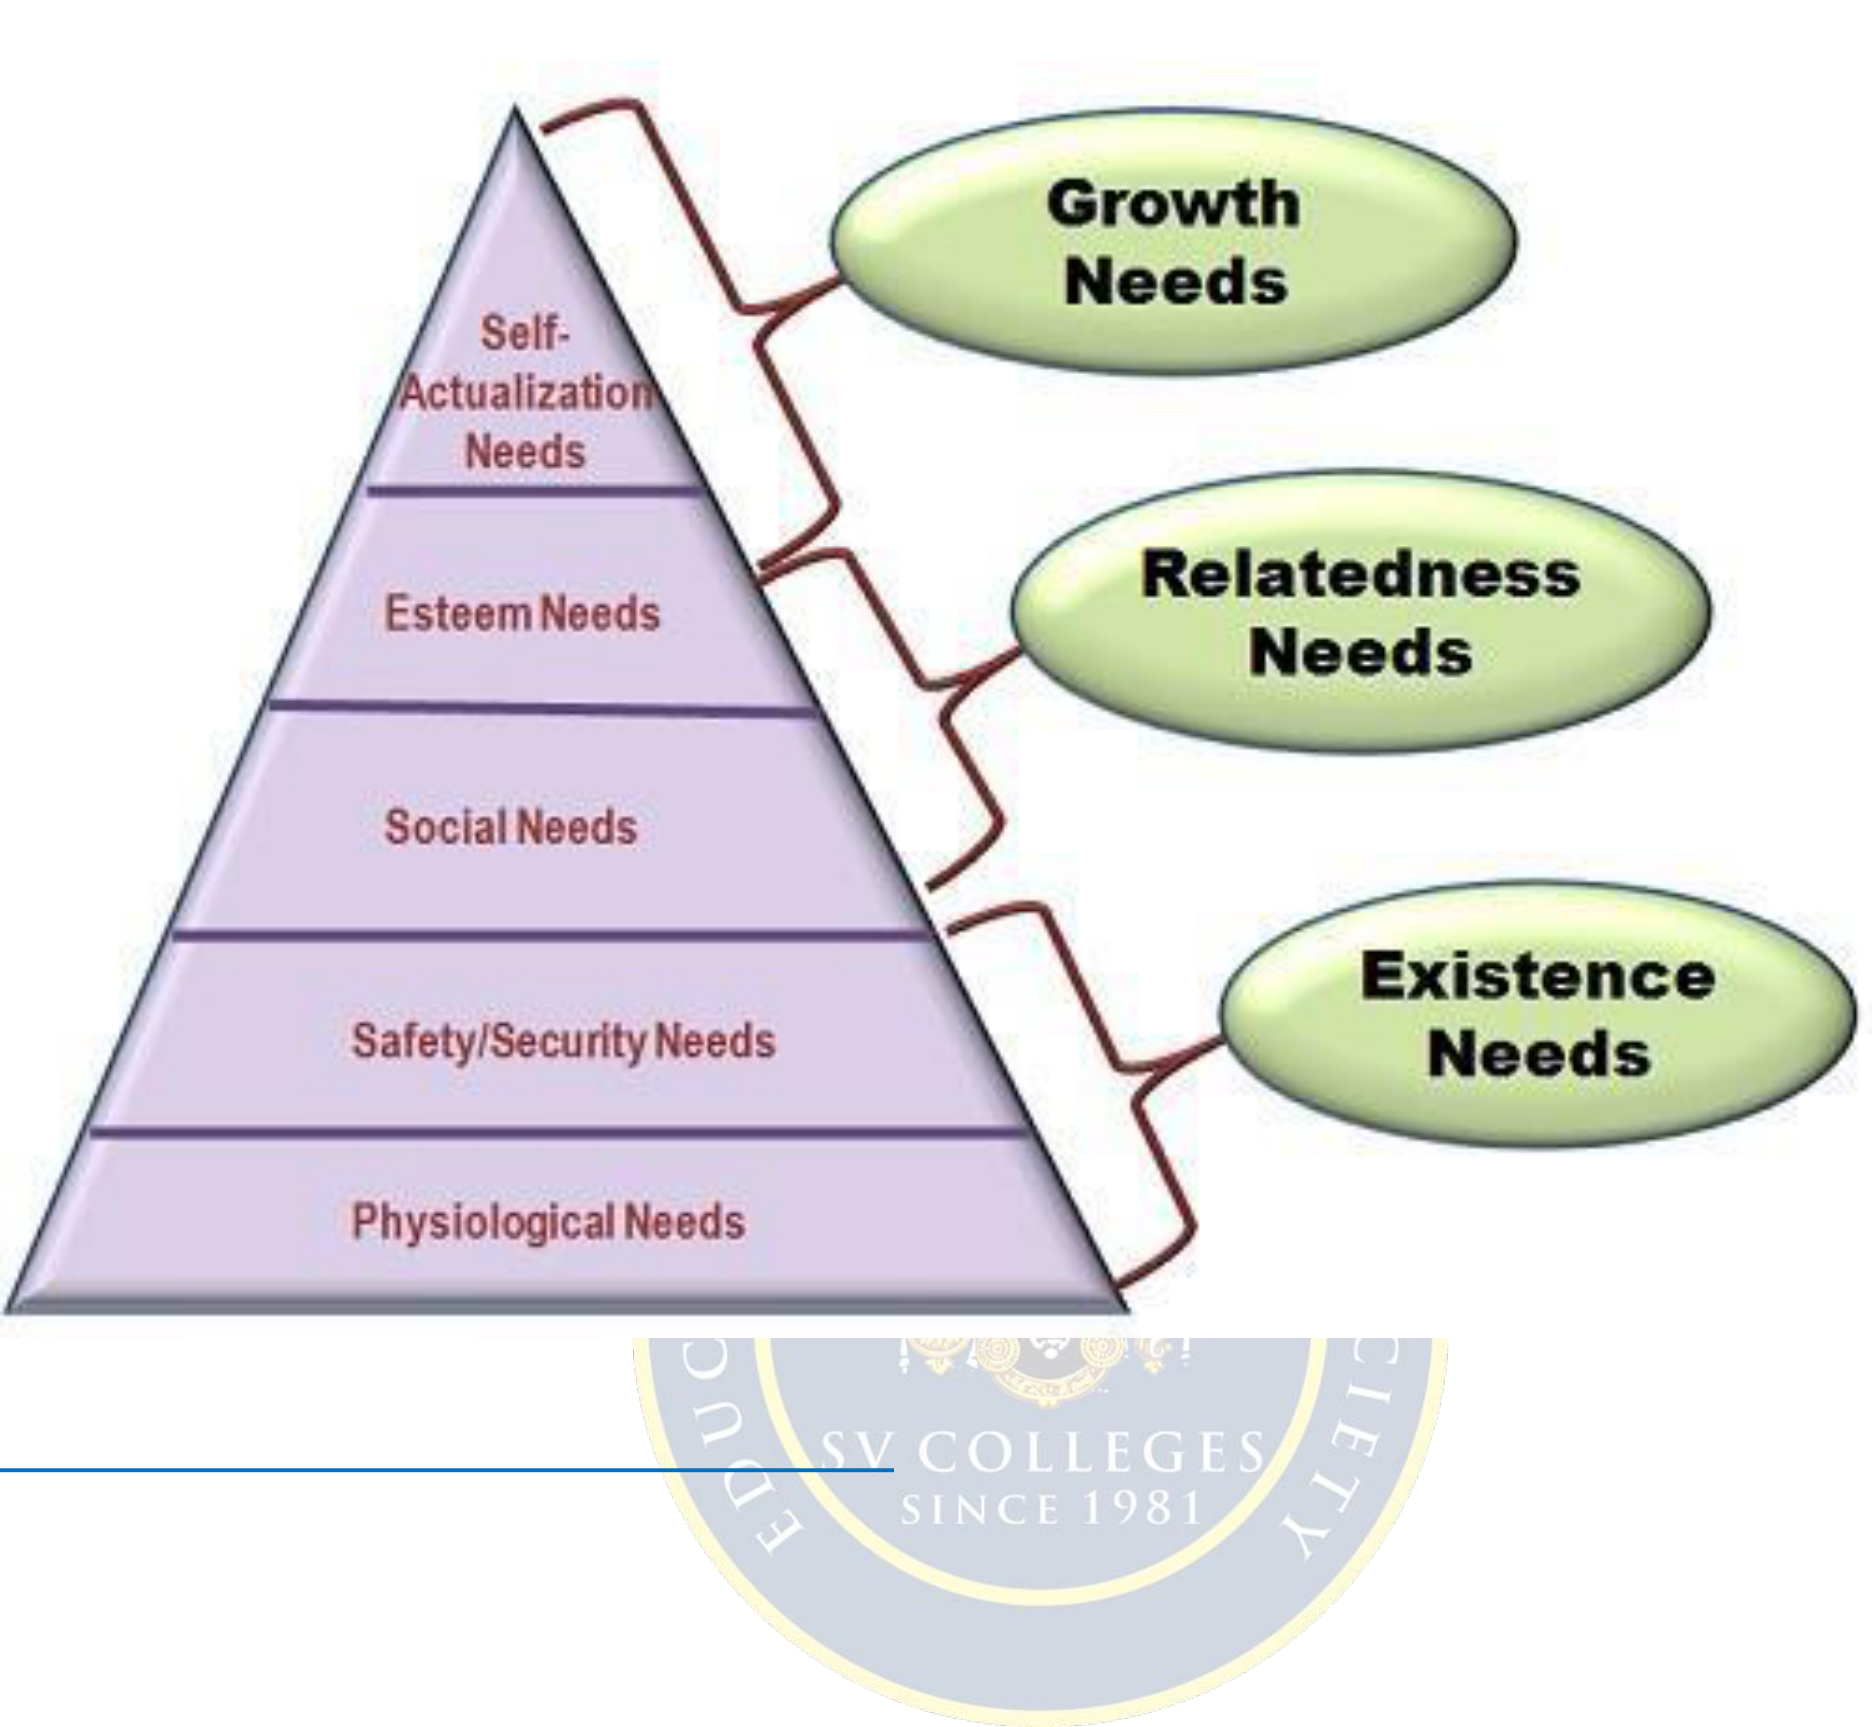 Growth
Needs
Self-
Actualization
Needs
Relatedness
Needs
Esteem Needs
Social Needs
Existence
Needs
Safety/Security Needs
Physiological Needs
SV COLLEGES
SINCE 1981